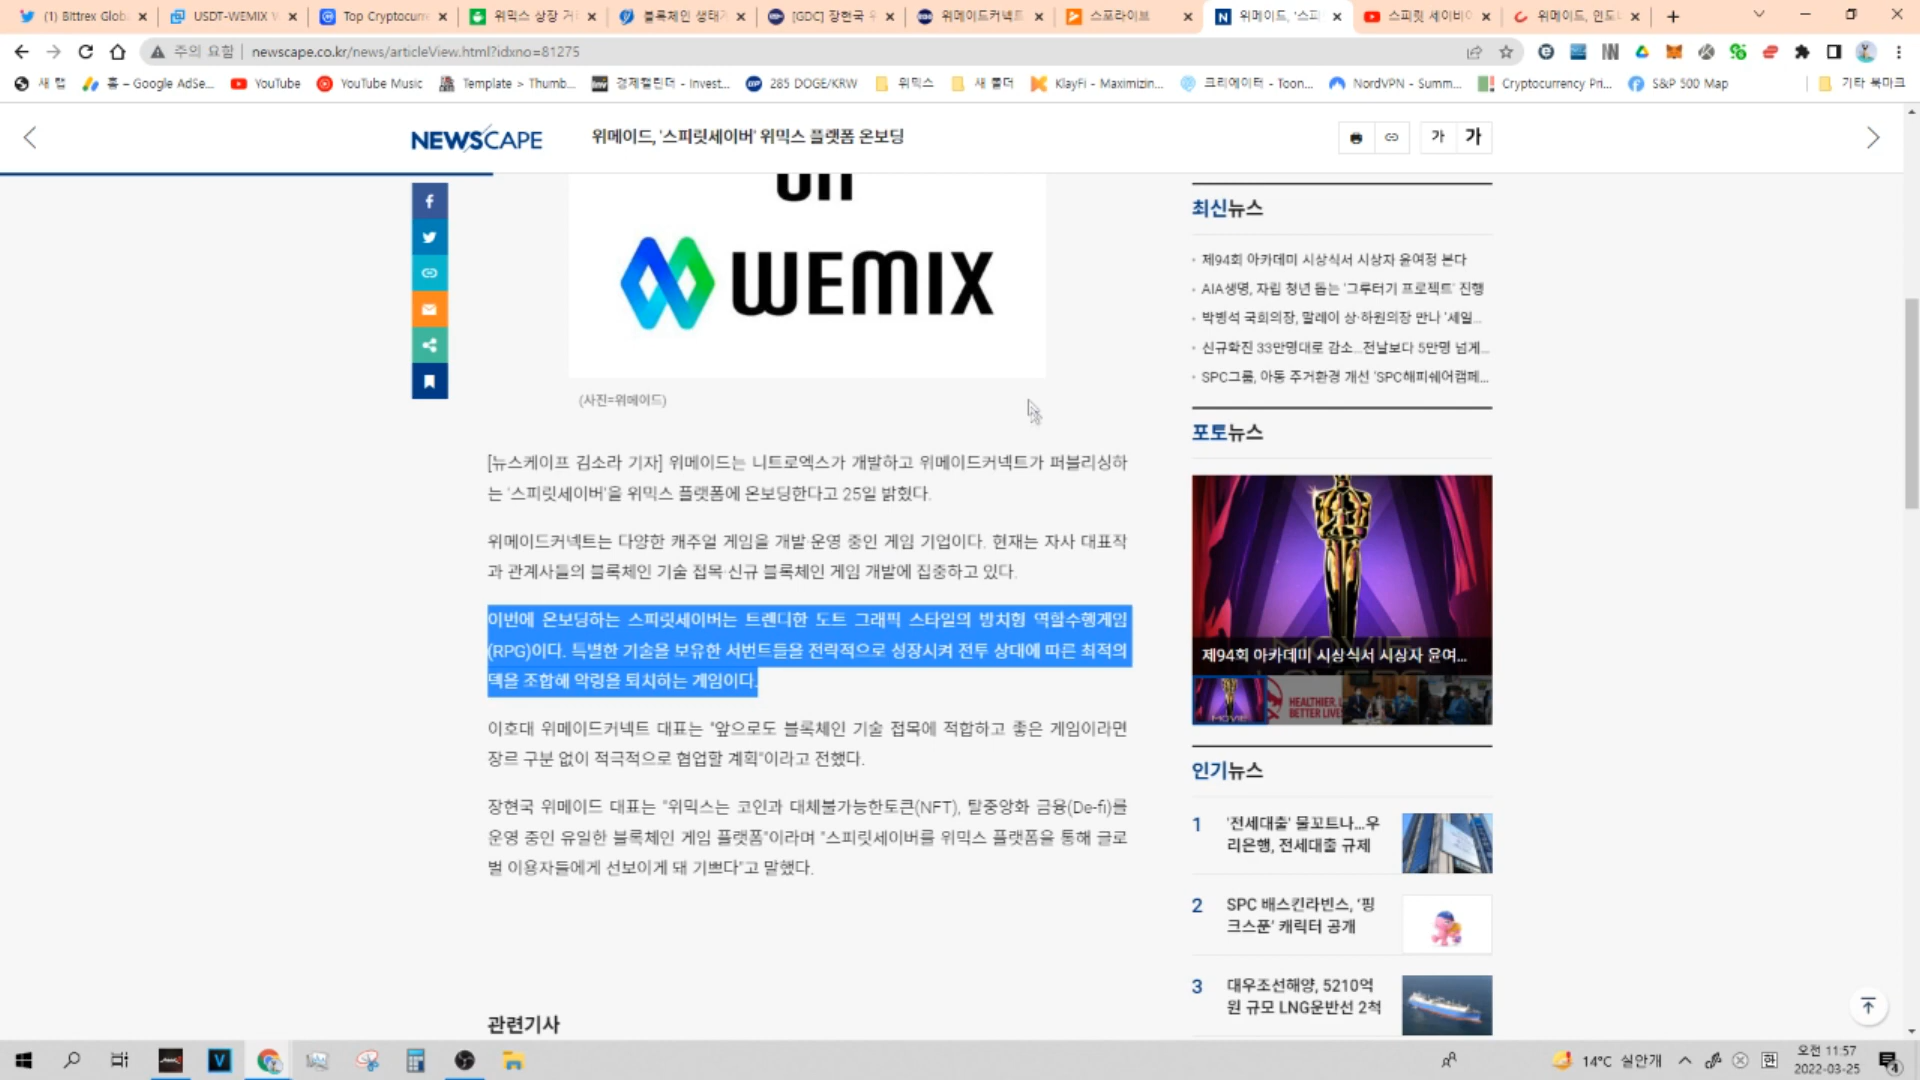 (1) Bittrex Glob
USDT-WEMIX
Top Cryptocurr
위믹스 상장 거
블록체인 생태
[GDC] 장현국
위메이드커넥트
스포라이브
위메이드, '스피
스피릿 세이버
위메이드, 인도
주의 요함
newscape.co.kr/news/articleView.html?idxno=81275
새 탭
홈 – Google AdSe...
YouTube
YouTube Music
Template > Thumb...
경제캘린더 - Invest...
285 DOGE/KRW
위믹스
새 폴더
KlayFi - Maximizin...
크리에이터 - Toon...
NordVPN - Summ...
Cryptocurrency Pri...
S&P 500 Map
기타 북마크
NEWSCAPE
위메이드, '스피릿세이버' 위믹스 플랫폼 온보딩
가
가
on
WEMIX
(사진=위메이드)
[뉴스케이프 김소라 기자] 위메이드는 니트로엑스가 개발하고 위메이드커넥트가 퍼블리싱하
는 '스피릿세이버'을 위믹스 플랫폼에 온보딩한다고 25일 밝혔다.
위메이드커넥트는 다양한 캐주얼 게임을 개발·운영 중인 게임 기업이다. 현재는 자사 대표작
과 관계사들의 블록체인 기술 접목·신규 블록체인 게임 개발에 집중하고 있다.
이번에 온보딩하는 스피릿세이버는 트렌디한 도트 그래픽 스타일의 방치형 역할수행게임
(RPG)이다. 특별한 기술을 보유한 서번트들을 전략적으로 성장시켜 전투 상대에 따른 최적의
덱을 조합해 악령을 퇴치하는 게임이다.
이호대 위메이드커넥트 대표는 "앞으로도 블록체인 기술 접목에 적합하고 좋은 게임이라면
장르 구분 없이 적극적으로 협업할 계획"이라고 전했다.
장현국 위메이드 대표는 "위믹스는 코인과 대체불가능한토큰(NFT), 탈중앙화 금융(De-fi)를
운영 중인 유일한 블록체인 게임 플랫폼"이라며 "스피릿세이버를 위믹스 플랫폼을 통해 글로
벌 이용자들에게 선보이게 돼 기쁘다"고 말했다.
관련기사
최신뉴스
제94회 아카데미 시상식서 시상자 윤여정 본다
AIA생명, 자립 청년 돕는 '그루터기 프로젝트' 진행
박병석 국회의장, 말레이 상·하원의장 만나 '세일...
신규확진 33만명대로 감소...전날보다 5만명 넘게...
SPC그룹, 아동 주거환경 개선 'SPC해피쉐어캠페...
포토뉴스
제94회 아카데미 시상식서 시상자 윤여...
MOVIE
HEALTHIER,
BETTER LIVES
인기뉴스
1 '전세대출' 물꼬트나...우
리은행, 전세대출 규제
2 SPC 배스킨라빈스, '핑
크스푼' 캐릭터 공개
3 대우조선해양, 5210억
원 규모 LNG운반선 2척
14°C 실안개
한
오전 11:57
2022-03-25
4